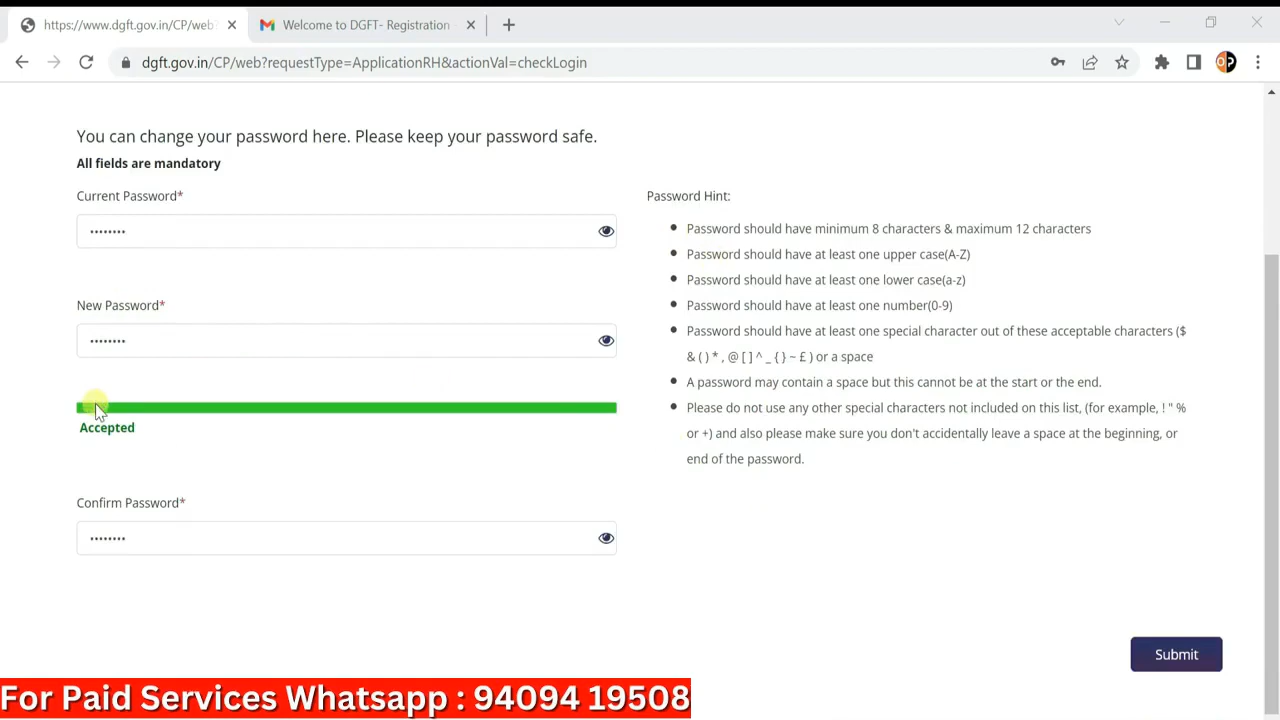 https://www.dgft.gov.in/CP/web?
Welcome to DGFT- Registration
dgft.gov.in/CP/web?requestType=ApplicationRH&actionVal=checkLogin
OP
You can change your password here. Please keep your password safe.
All fields are mandatory
Current Password*
••••••••
New Password*
••••••••
Accepted
Confirm Password*
••••••••
Password Hint:
• Password should have minimum 8 characters & maximum 12 characters
• Password should have at least one upper case(A-Z)
• Password should have at least one lower case(a-z)
• Password should have at least one number(0-9)
• Password should have at least one special character out of these acceptable characters ($
& ( ) * , @ [ ] ^ _ { } ~ £ ) or a space
• A password may contain a space but this cannot be at the start or the end.
• Please do not use any other special characters not included on this list, (for example, ! " %
or +) and also please make sure you don't accidentally leave a space at the beginning, or
end of the password.
Submit
For Paid Services Whatsapp : 94094 19508